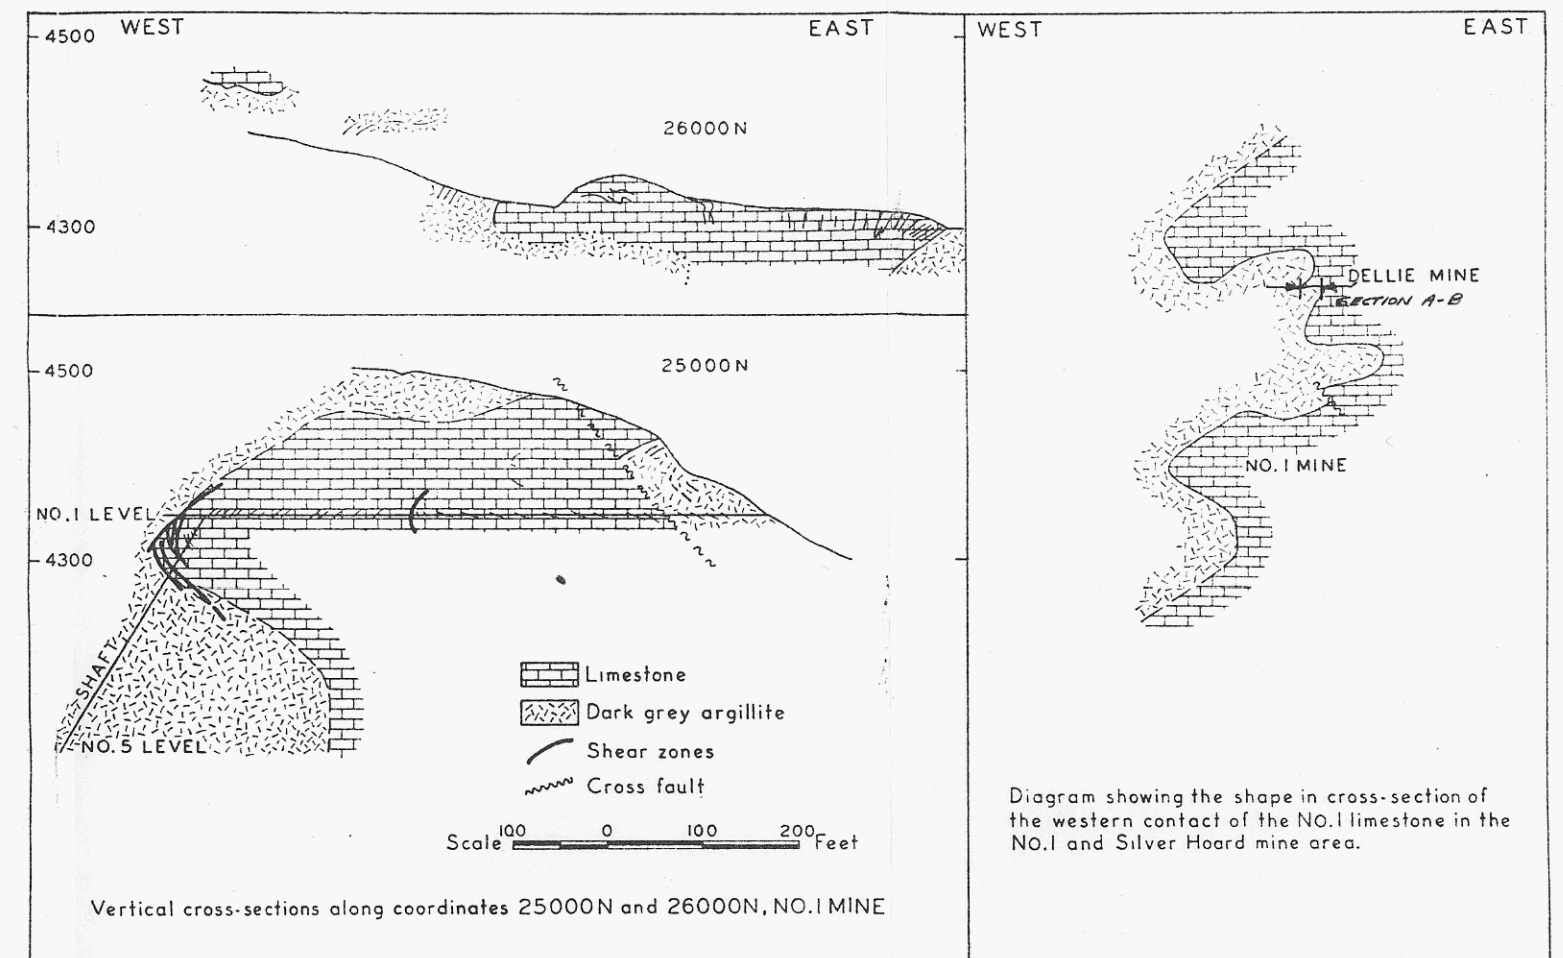 WEST
EAST
4500
26000N
4300
4500
25000N
NO.1 LEVEL
4300
SHAFT
NO.5 LEVEL
Limestone
Dark grey argillite
Shear zones
Cross fault
Scale 100 0 100 200 Feet
Vertical cross-sections along coordinates 25000N and 26000N, NO.1 MINE
WEST
EAST
DELLIE MINE
SECTION A-B
NO.1 MINE
Diagram showing the shape in cross-section of
the western contact of the NO.1 limestone in the
NO.1 and Silver Hoard mine area.